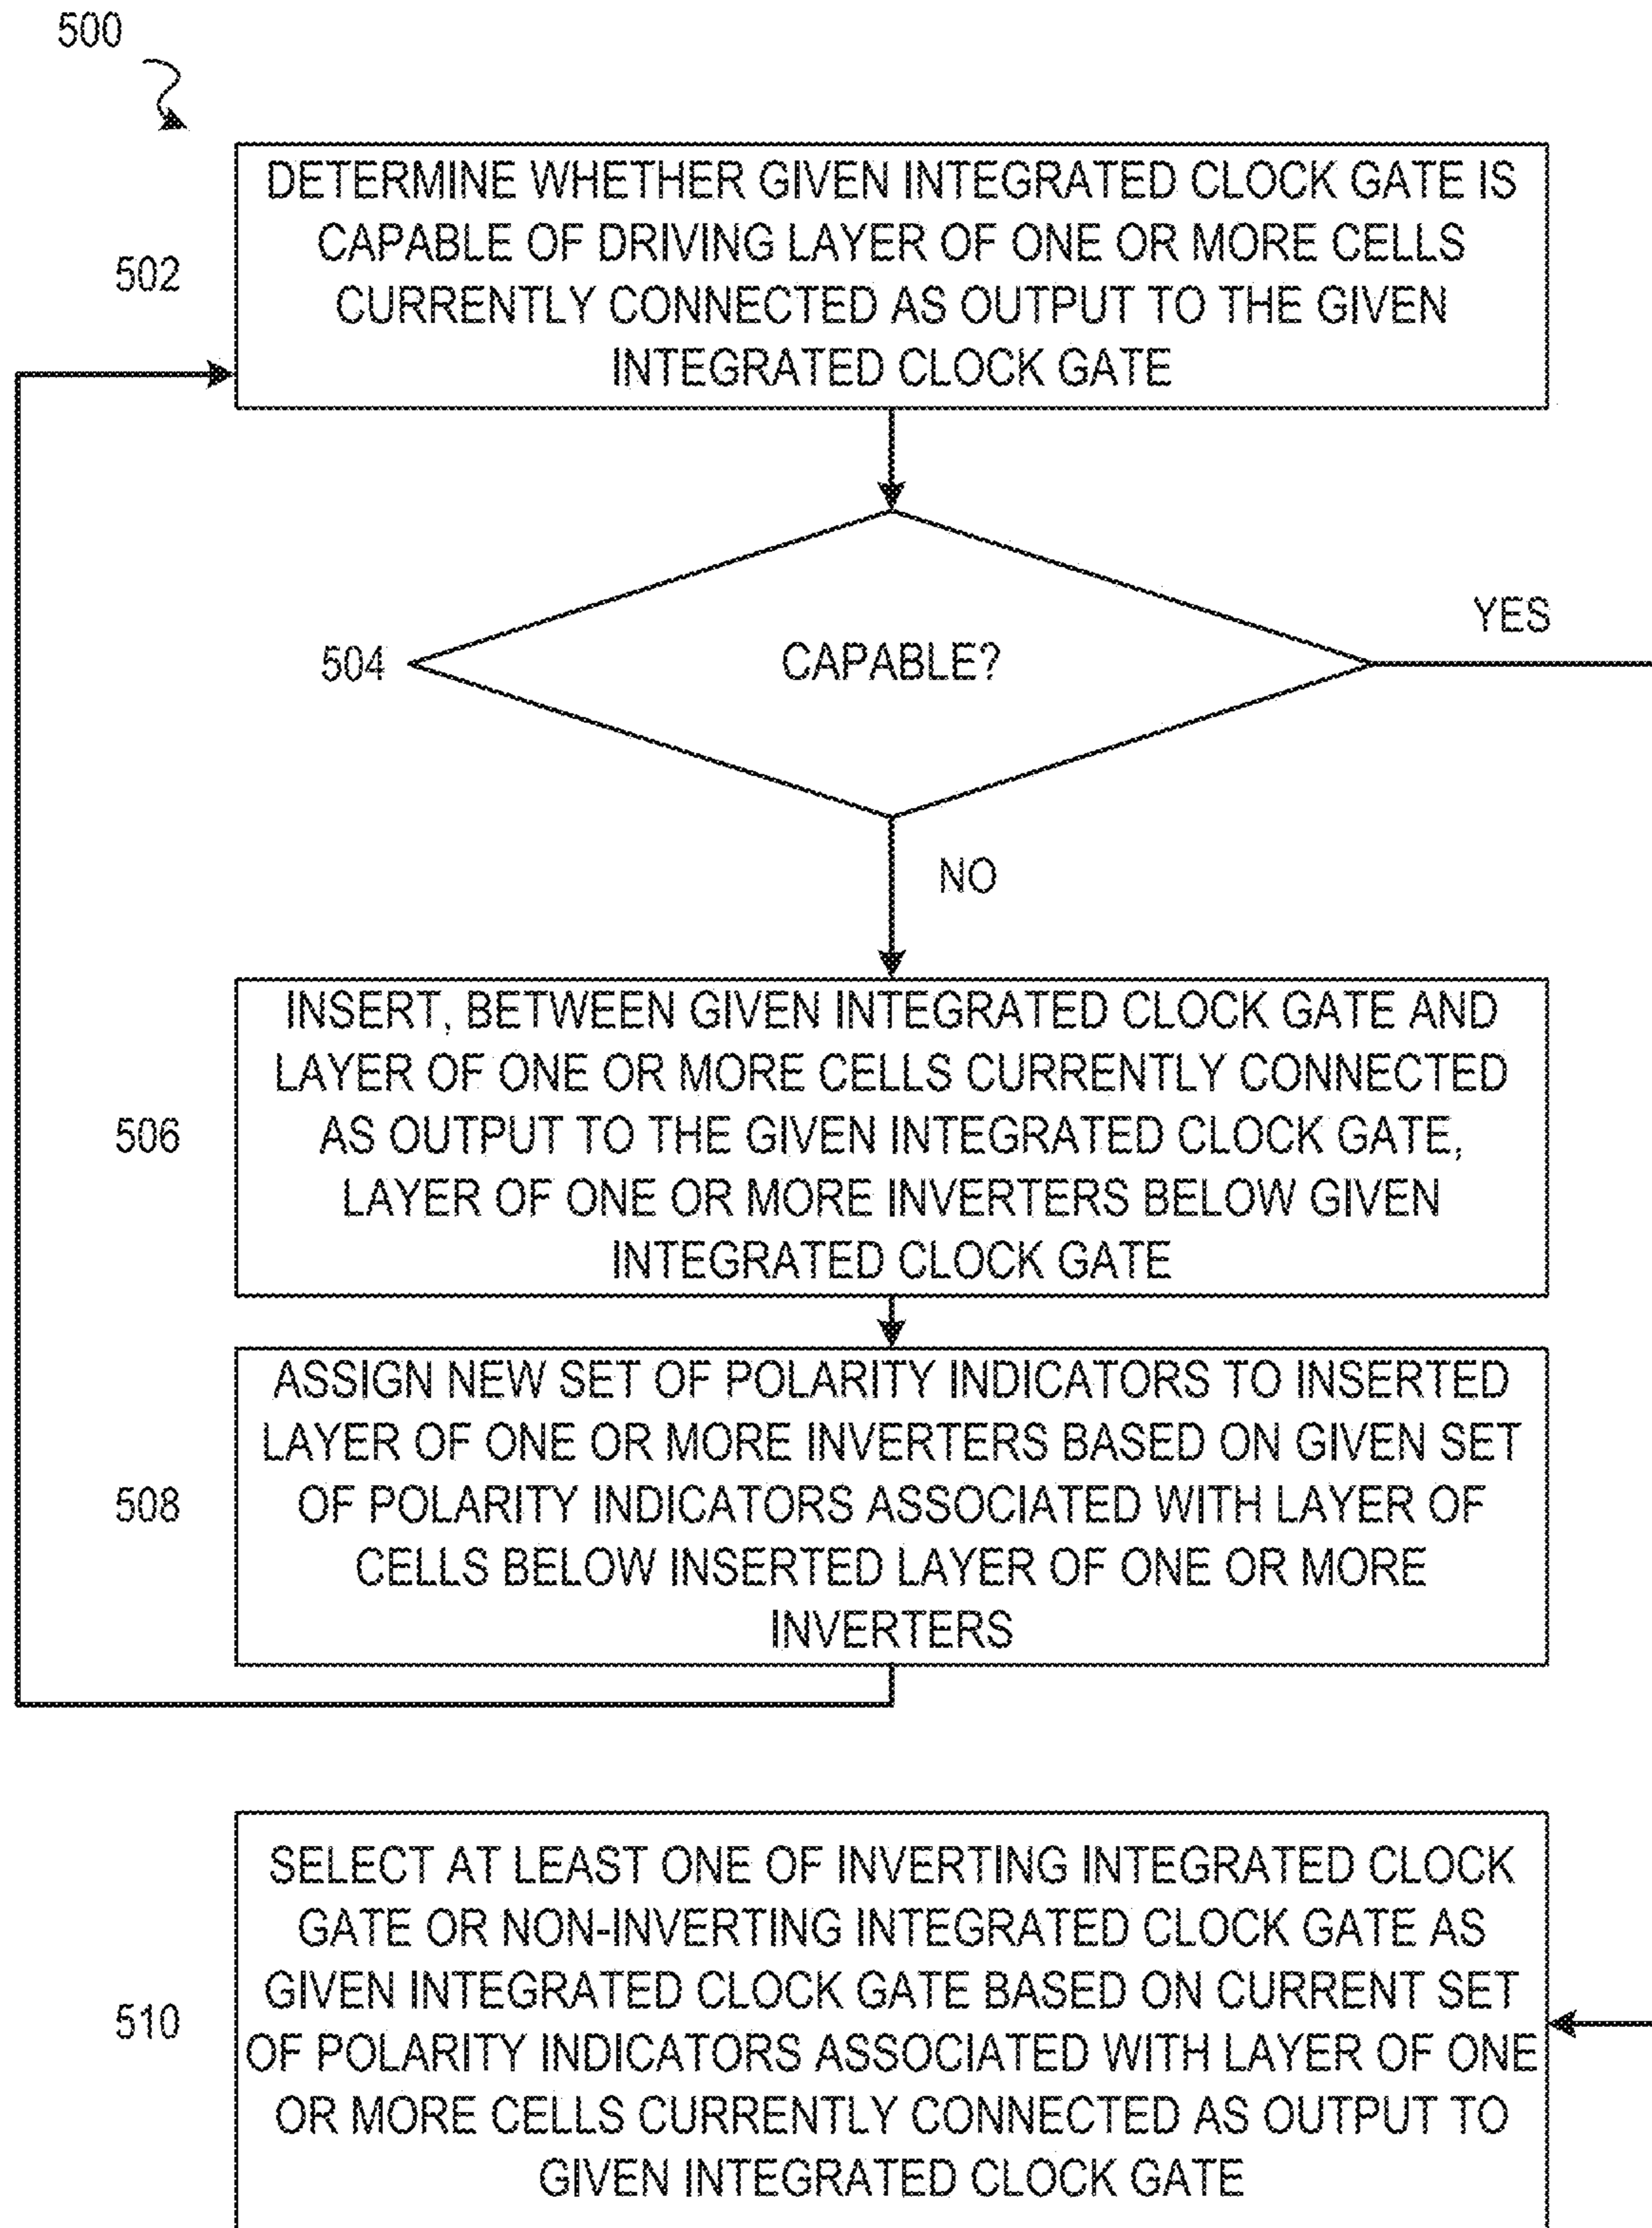 500
DETERMINE WHETHER GIVEN INTEGRATED CLOCK GATE IS
CAPABLE OF DRIVING LAYER OF ONE OR MORE CELLS
502
CURRENTLY CONNECTED AS OUTPUT TO THE GIVEN
INTEGRATED CLOCK GATE
YES
504
CAPABLE?
NO
INSERT, BETWEEN GIVEN INTEGRATED CLOCK GATE AND
LAYER OF ONE OR MORE CELLS CURRENTLY CONNECTED
506
AS OUTPUT TO THE GIVEN INTEGRATED CLOCK GATE,
LAYER OF ONE OR MORE INVERTERS BELOW GIVEN
INTEGRATED CLOCK GATE
ASSIGN NEW SET OF POLARITY INDICATORS TO INSERTED
LAYER OF ONE OR MORE INVERTERS BASED ON GIVEN SET
508
OF POLARITY INDICATORS ASSOCIATED WITH LAYER OF
CELLS BELOW INSERTED LAYER OF ONE OR MORE
INVERTERS
SELECT AT LEAST ONE OF INVERTING INTEGRATED CLOCK
GATE OR NON-INVERTING INTEGRATED CLOCK GATE AS
GIVEN INTEGRATED CLOCK GATE BASED ON CURRENT SET
510
OF POLARITY INDICATORS ASSOCIATED WITH LAYER OF ONE
OR MORE CELLS CURRENTLY CONNECTED AS OUTPUT TO
GIVEN INTEGRATED CLOCK GATE